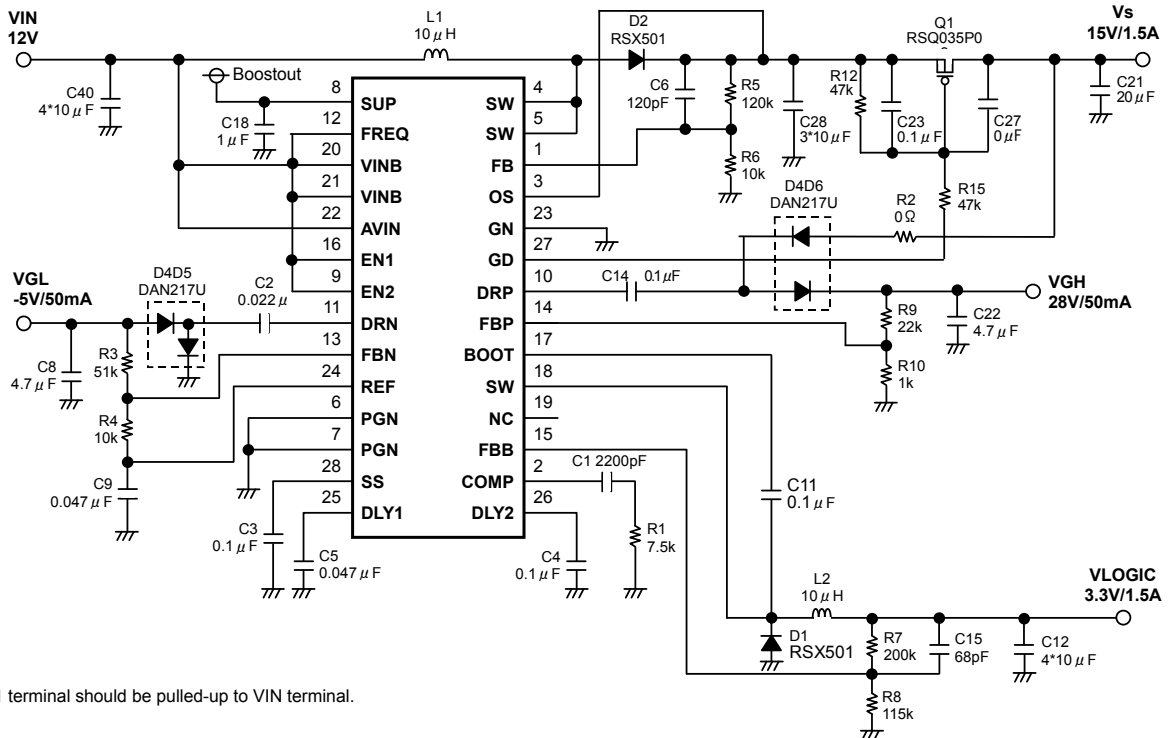 VIN
12V
L1
10μH
D2
RSX501
Q1
RSQ035P0
Vs
15V/1.5A
C40
4*10μF
Boostout
C18
1μF
C6
120pF
R5
120k
R6
10k
C28
3*10μF
R12
47k
C23
0.1μF
C27
0μF
C21
20μF
8
SUP
12
FREQ
20
VINB
21
VINB
22
AVIN
16
EN1
9
EN2
11
DRN
13
FBN
24
REF
6
PGN
7
PGN
28
SS
25
DLY1
SW
4
SW
5
FB
1
OS
3
GN
23
GD
27
DRP
10
FBP
14
BOOT
17
SW
18
NC
19
FBB
15
COMP
2
DLY2
26
D4D6
DAN217U
R2
0Ω
R15
47k
C14
0.1μF
VGH
28V/50mA
R9
22k
C22
4.7μF
R10
1k
VGL
-5V/50mA
D4D5
DAN217U
C2
0.022μ
C8
4.7μF
R3
51k
R4
10k
C9
0.047μF
C3
0.1μF
C5
0.047μF
C1 2200pF
R1
7.5k
C4
0.1μF
C11
0.1μF
L2
10μH
VLOGIC
3.3V/1.5A
D1
RSX501
R7
200k
C15
68pF
C12
4*10μF
R8
115k
terminal should be pulled-up to VIN terminal.